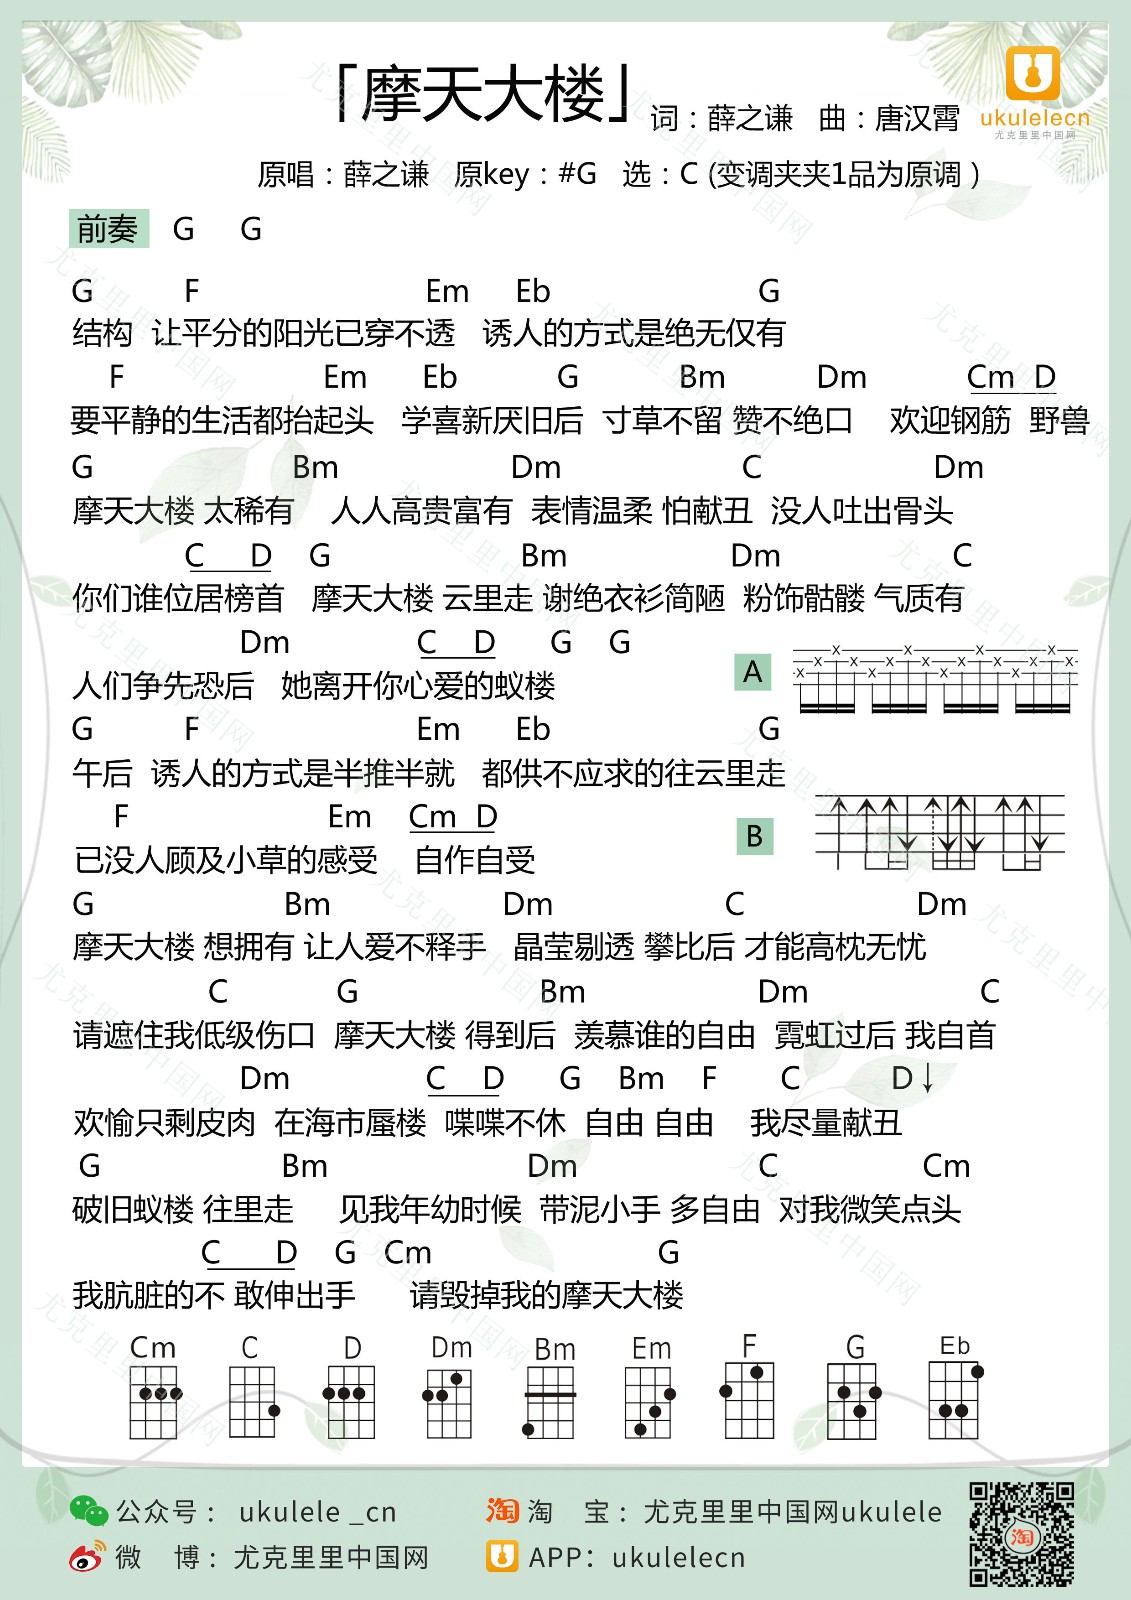 「摩天大楼」
词：薛之谦 曲：唐汉霄
ukulelecn
尤克里里中国网
原唱：薛之谦 原key：#G 选：C (变调夹夹1品为原调 )
前奏 G G
G F Em Eb G
结构 让平分的阳光已穿不透 诱人的方式是绝无仅有
F Em Eb G Bm Dm Cm D
要平静的生活都抬起头 学喜新厌旧后 寸草不留 赞不绝口 欢迎钢筋 野兽
G Bm Dm C Dm
摩天大楼 太稀有 人人高贵富有 表情温柔 怕献丑 没人吐出骨头
C D G Bm Dm C
你们谁位居榜首 摩天大楼 云里走 谢绝衣衫简陋 粉饰骷髅 气质有
Dm C D G G
人们争先恐后 她离开你心爱的蚁楼
A
G F Em Eb G
午后 诱人的方式是半推半就 都供不应求的往云里走
F Em Cm D
已没人顾及小草的感受 自作自受
B
G Bm Dm C Dm
摩天大楼 想拥有 让人爱不释手 晶莹剔透 攀比后 才能高枕无忧
C G Bm Dm C
请遮住我低级伤口 摩天大楼 得到后 羡慕谁的自由 霓虹过后 我自首
Dm C D G Bm F C D↓
欢愉只剩皮肉 在海市蜃楼 喋喋不休 自由 自由 我尽量献丑
G Bm Dm C Cm
破旧蚁楼 往里走 见我年幼时候 带泥小手 多自由 对我微笑点头
C D G Cm G
我肮脏的不 敢伸出手 请毁掉我的摩天大楼
Cm C D Dm Bm Em F G Eb
公众号： ukulele _cn 淘 宝：尤克里里中国网ukulele
微 博：尤克里里中国网 APP：ukulelecn